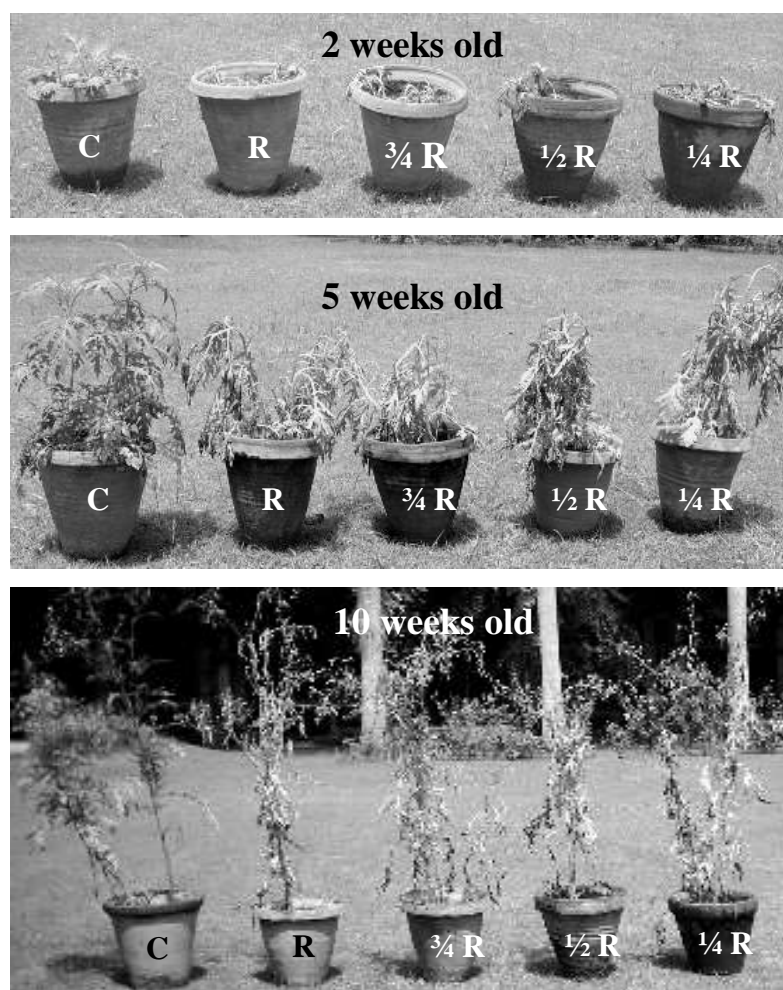 2 weeks old
C R ¾ R ½ R ¼ R
5 weeks old
C R ¾ R ½ R ¼ R
10 weeks old
C R ¾ R ½ R ¼ R